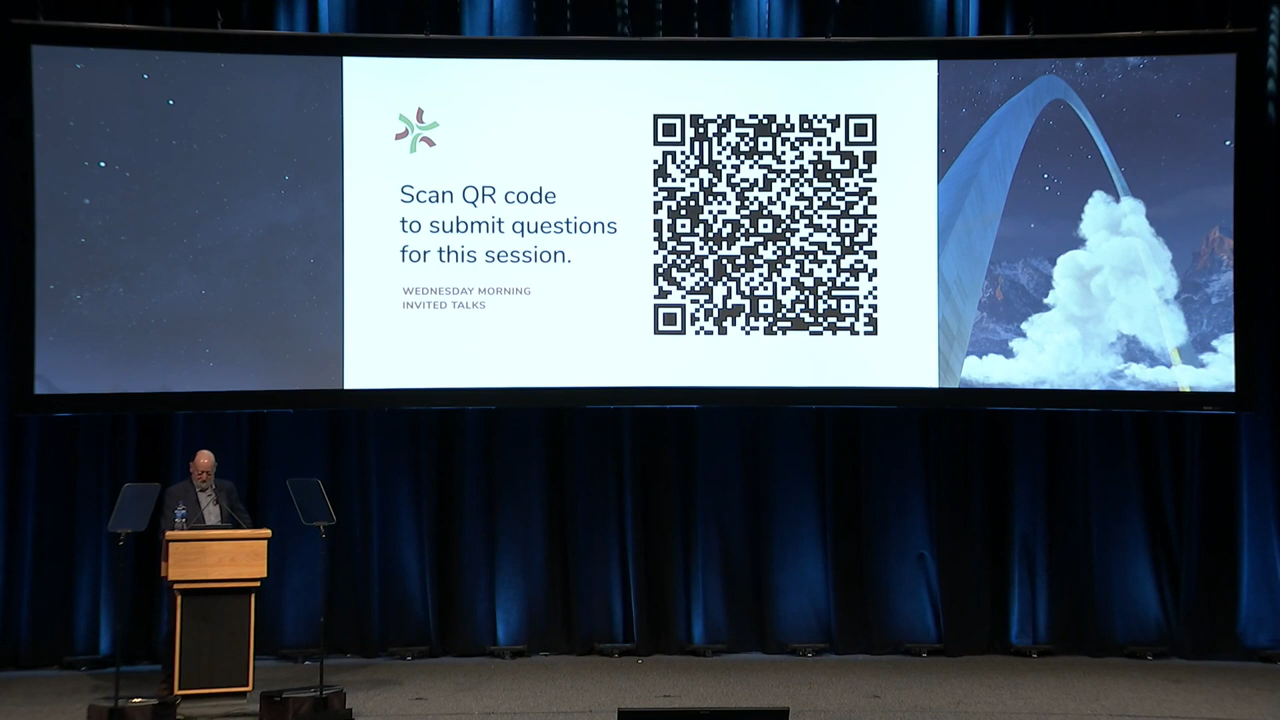 Scan QR code
to submit questions
for this session.
WEDNESDAY MORNING
INVITED TALKS